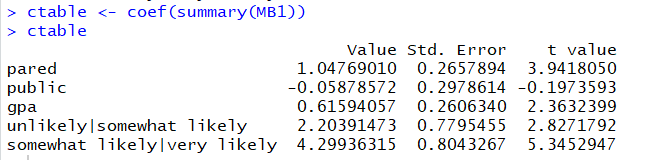 > ctable <- coef(summary(MB1))
> ctable
Value Std. Error t value
pared 1.04769010 0.2657894 3.9418050
public -0.05878572 0.2978614 -0.1973593
gpa 0.61594057 0.2606340 2.3632399
unlikely|somewhat likely 2.20391473 0.7795455 2.8271792
somewhat likely|very likely 4.29936315 0.8043267 5.3452947